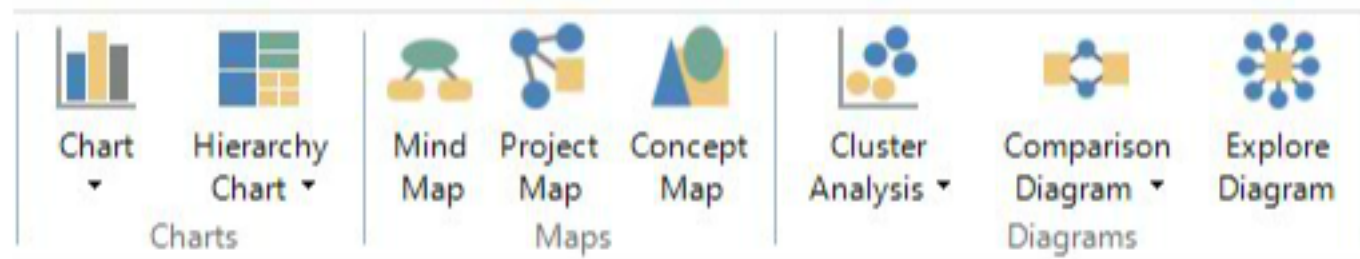 Chart
Hierarchy
Chart
Charts
Mind
Map
Project
Map
Concept
Map
Maps
Cluster
Analysis
Comparison
Diagram
Explore
Diagram
Diagrams